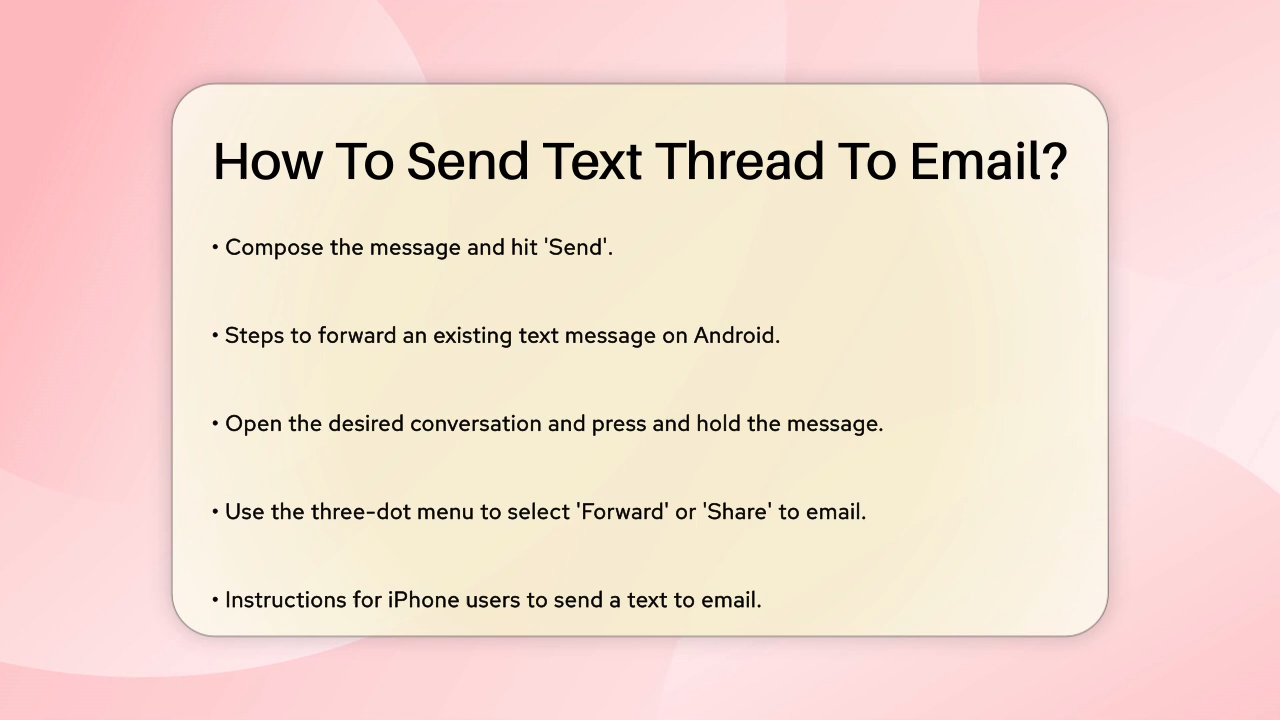 How To Send Text Thread To Email?
• Compose the message and hit 'Send'.
• Steps to forward an existing text message on Android.
• Open the desired conversation and press and hold the message.
• Use the three-dot menu to select 'Forward' or 'Share' to email.
• Instructions for iPhone users to send a text to email.